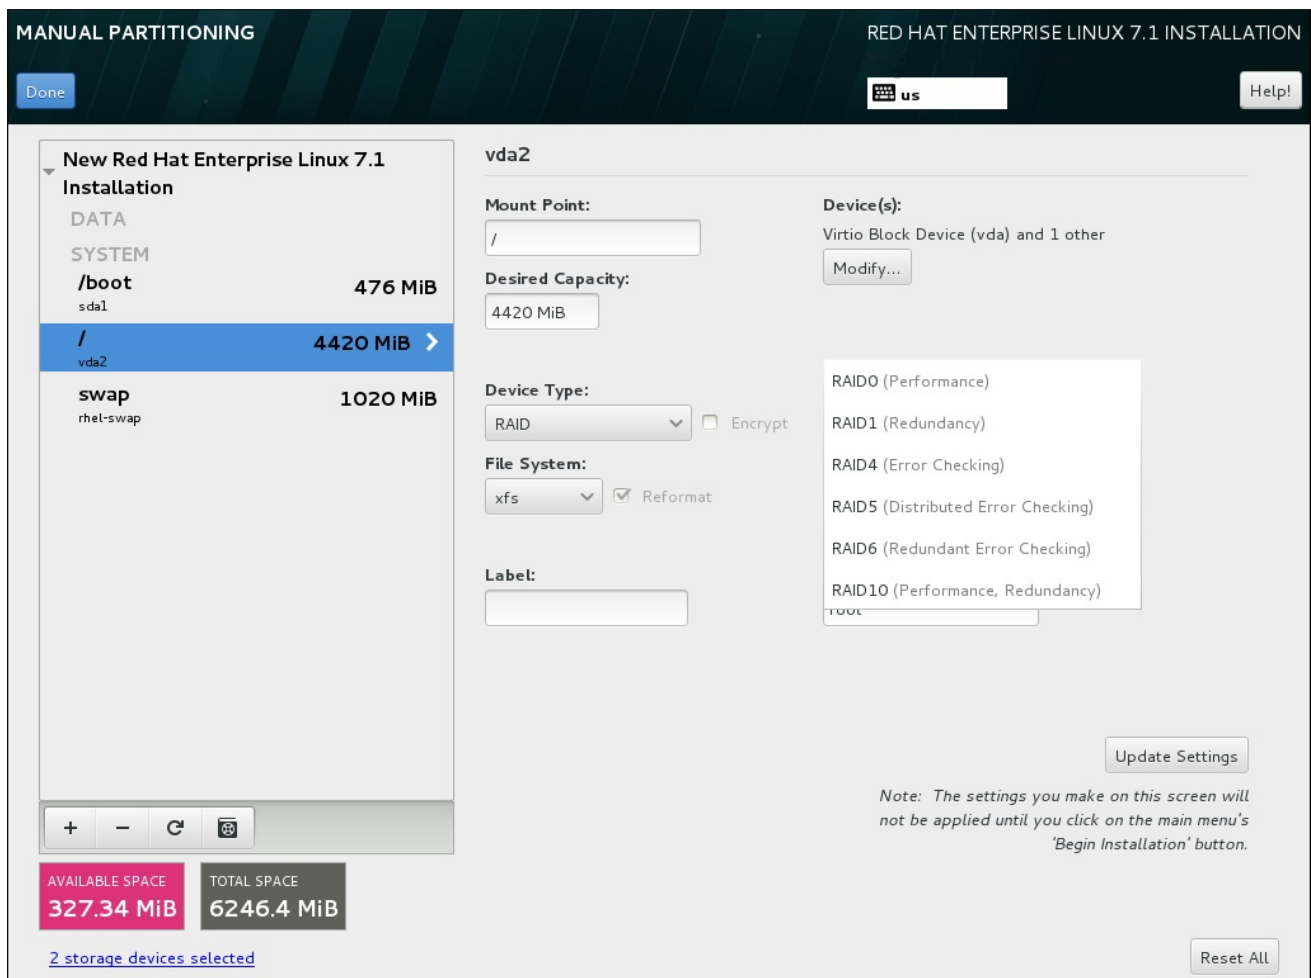 MANUAL PARTITIONING
RED HAT ENTERPRISE LINUX 7.1 INSTALLATION
Done
us
Help!
New Red Hat Enterprise Linux 7.1
Installation
DATA
SYSTEM
/boot
476 MiB
sda1
/
4420 MiB
vda2
swap
1020 MiB
rhel-swap
+ −
AVAILABLE SPACE
327.34 MiB
TOTAL SPACE
6246.4 MiB
2 storage devices selected
vda2
Mount Point:
/
Desired Capacity:
4420 MiB
Device(s):
Virtio Block Device (vda) and 1 other
Modify...
Device Type:
RAID
Encrypt
File System:
xfs
Reformat
Label:
RAID0 (Performance)
RAID1 (Redundancy)
RAID4 (Error Checking)
RAID5 (Distributed Error Checking)
RAID6 (Redundant Error Checking)
RAID10 (Performance, Redundancy)
root
Update Settings
Note: The settings you make on this screen will
not be applied until you click on the main menu's
'Begin Installation' button.
Reset All